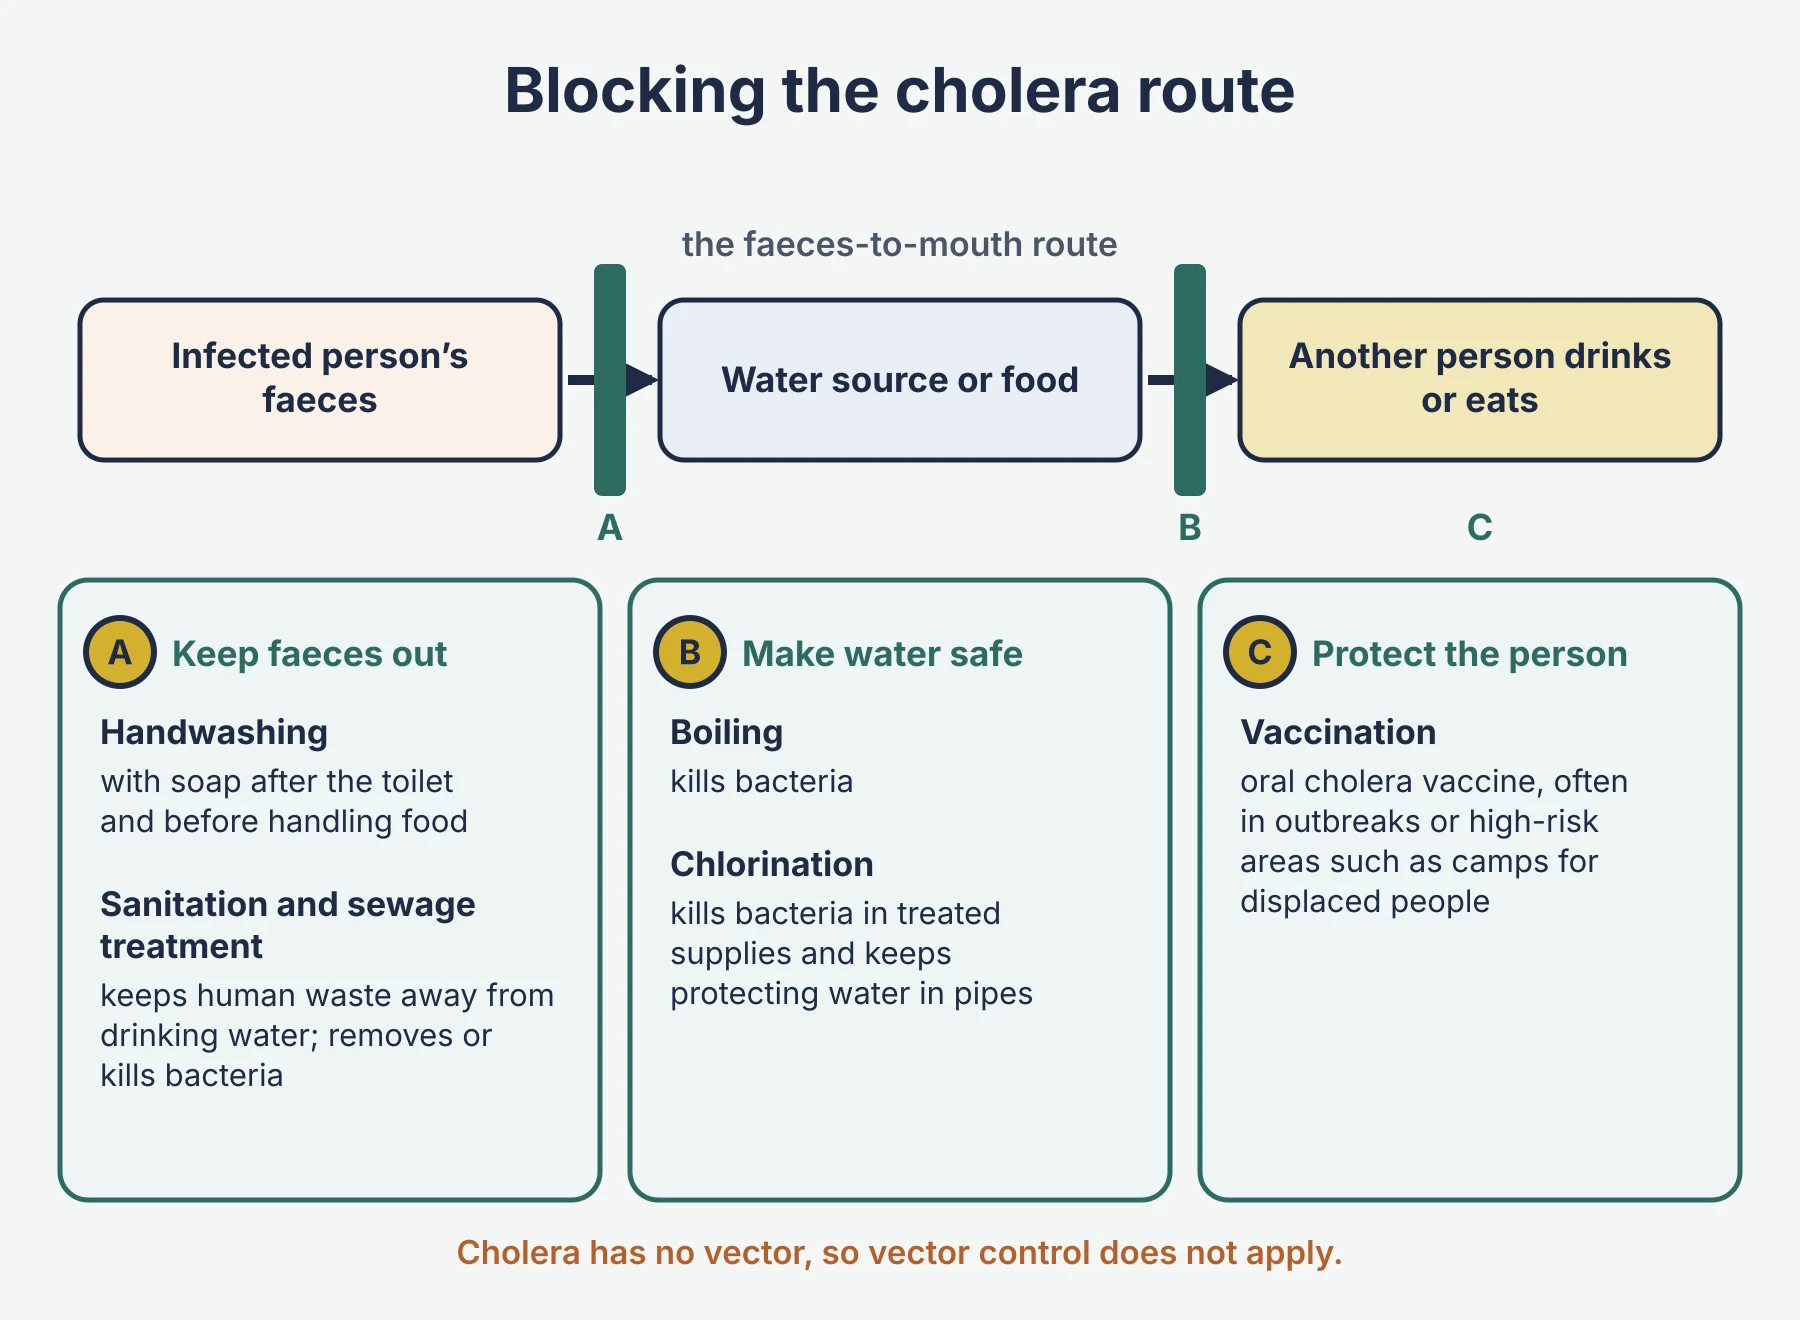 Blocking the cholera route
the faeces-to-mouth route
Infected person’s
faeces
Water source or food
Another person drinks
or eats
A
B
C
A
Keep faeces out
Handwashing
with soap after the toilet
and before handling food
Sanitation and sewage
treatment
keeps human waste away from
drinking water; removes or
kills bacteria
B
Make water safe
Boiling
kills bacteria
Chlorination
kills bacteria in treated
supplies and keeps
protecting water in pipes
C
Protect the person
Vaccination
oral cholera vaccine, often
in outbreaks or high-risk
areas such as camps for
displaced people
Cholera has no vector, so vector control does not apply.